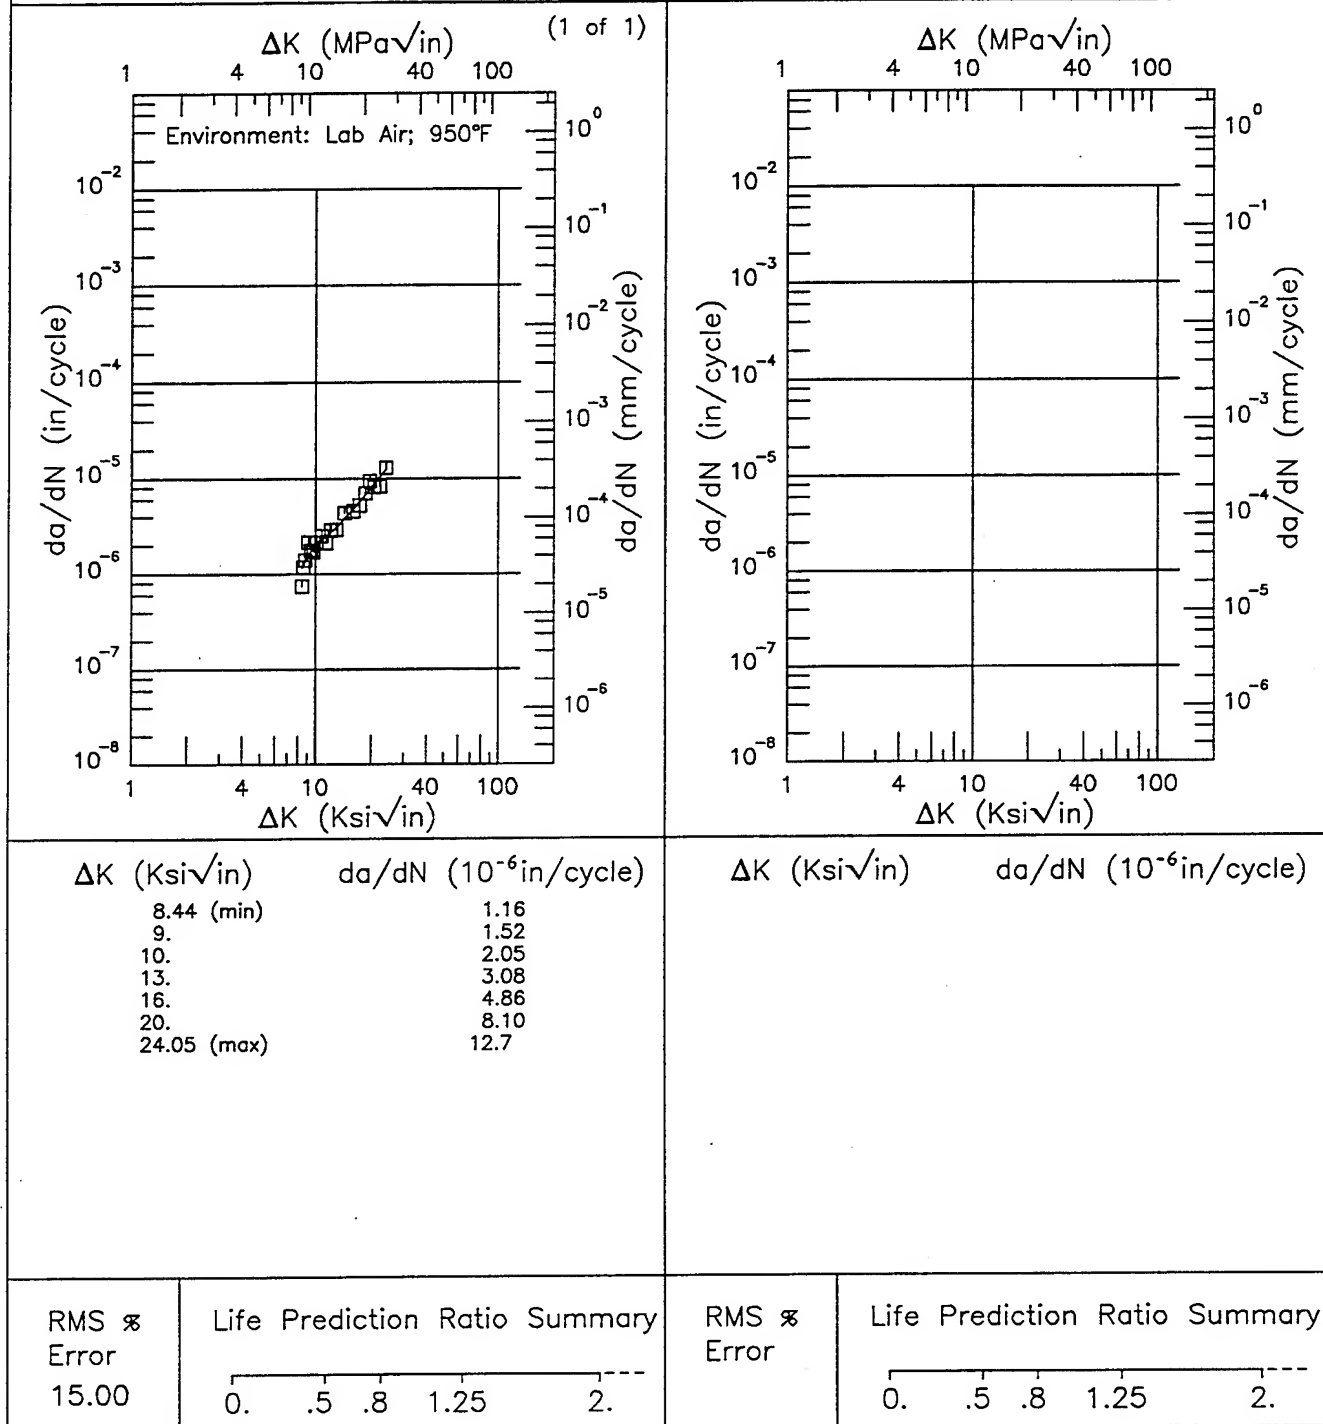 (1 of 1)
ΔK (MPa√in)
1 4 10 40 100
Environment: Lab Air; 950°F
da/dN (in/cycle)
10⁻²
10⁻³
10⁻⁴
10⁻⁵
10⁻⁶
10⁻⁷
10⁻⁸
da/dN (mm/cycle)
10⁰
10⁻¹
10⁻²
10⁻³
10⁻⁴
10⁻⁵
10⁻⁶
1 4 10 40 100
ΔK (Ksi√in)
ΔK (Ksi√in) da/dN (10⁻⁶in/cycle)
8.44 (min) 1.16
9. 1.52
10. 2.05
13. 3.08
16. 4.86
20. 8.10
24.05 (max) 12.7
RMS % Life Prediction Ratio Summary
Error
15.00 0. .5 .8 1.25 2.
ΔK (MPa√in)
1 4 10 40 100
da/dN (in/cycle)
10⁻²
10⁻³
10⁻⁴
10⁻⁵
10⁻⁶
10⁻⁷
10⁻⁸
da/dN (mm/cycle)
10⁰
10⁻¹
10⁻²
10⁻³
10⁻⁴
10⁻⁵
10⁻⁶
1 4 10 40 100
ΔK (Ksi√in)
ΔK (Ksi√in) da/dN (10⁻⁶in/cycle)
RMS % Life Prediction Ratio Summary
Error
0. .5 .8 1.25 2.